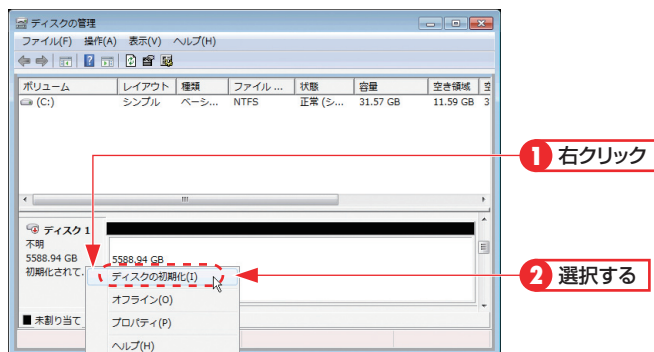 ディスクの管理
ファイル(F) 操作(A) 表示(V) ヘルプ(H)
ボリューム レイアウト 種類 ファイル ... 状態 容量 空き領域 空
(C:) シンプル ベーシ... NTFS 正常 (シ... 31.57 GB 11.59 GB 3
1 右クリック
ディスク 1
不明
5588.94 GB
初期化されて.
5588.94 GB
ディスクの初期化(I)
2 選択する
オフライン(O)
未割り当て
プロパティ(P)
ヘルプ(H)